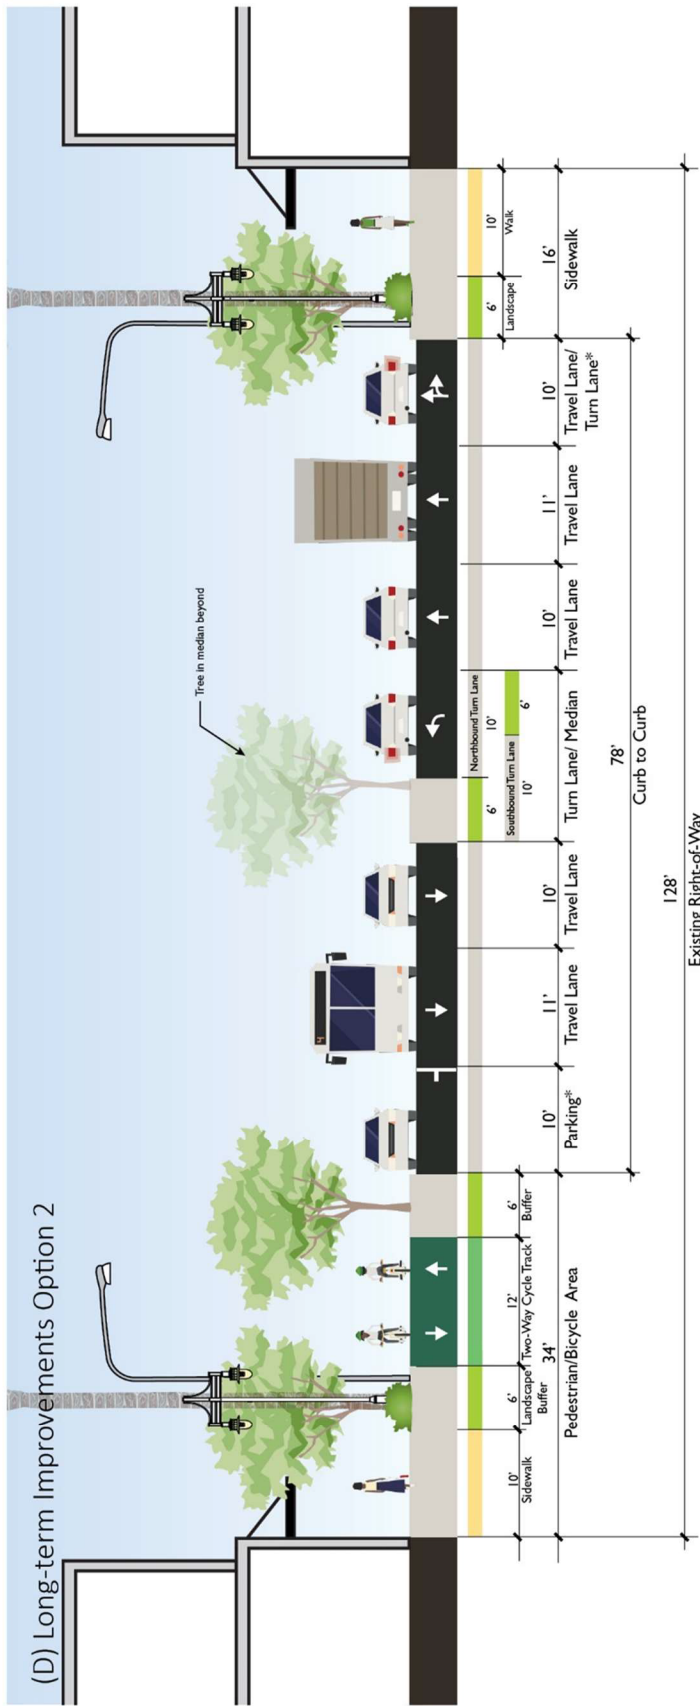 (D) Long-term Improvements Option 2
Tree in median beyond
10'
Sidewalk
6'
Landscape
Buffer
12'
Two-Way Cycle Track
6'
Buffer
34'
Pedestrian/Bicycle Area
10'
Parking*
11'
Travel Lane
10'
Travel Lane
6'
10'
Northbound Turn Lane
Southbound Turn Lane
10'
6'
Turn Lane/ Median
10'
Travel Lane
11'
Travel Lane
10'
Travel Lane/
Turn Lane*
6'
Landscape
10'
Walk
16'
Sidewalk
78'
Curb to Curb
128'
Existing Right-of-Way